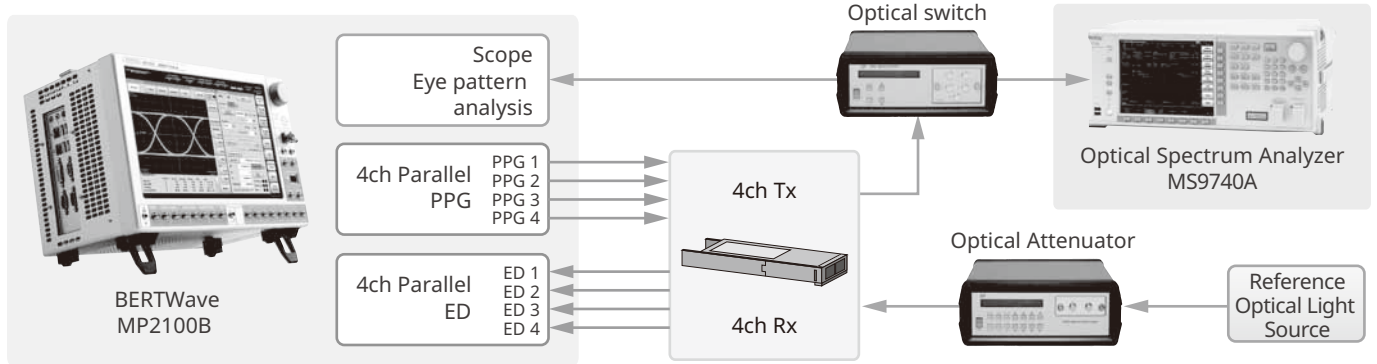 Optical switch
Scope
Eye pattern
analysis
4ch Parallel
PPG
PPG 1
PPG 2
PPG 3
PPG 4
4ch Tx
Optical Spectrum Analyzer
MS9740A
4ch Parallel
ED
ED 1
ED 2
ED 3
ED 4
4ch Rx
Optical Attenuator
Reference
Optical Light
Source
BERTWave
MP2100B